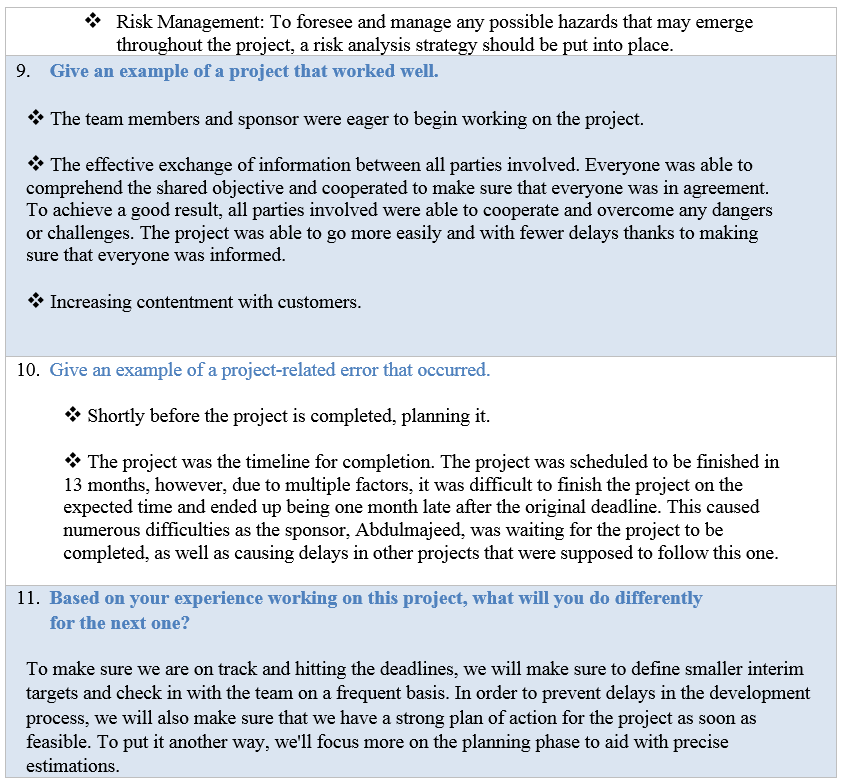 ❖ Risk Management: To foresee and manage any possible hazards that may emerge
throughout the project, a risk analysis strategy should be put into place.
9. Give an example of a project that worked well.
❖ The team members and sponsor were eager to begin working on the project.
❖ The effective exchange of information between all parties involved. Everyone was able to
comprehend the shared objective and cooperated to make sure that everyone was in agreement.
To achieve a good result, all parties involved were able to cooperate and overcome any dangers
or challenges. The project was able to go more easily and with fewer delays thanks to making
sure that everyone was informed.
❖ Increasing contentment with customers.
10. Give an example of a project-related error that occurred.
❖ Shortly before the project is completed, planning it.
❖ The project was the timeline for completion. The project was scheduled to be finished in
13 months, however, due to multiple factors, it was difficult to finish the project on the
expected time and ended up being one month late after the original deadline. This caused
numerous difficulties as the sponsor, Abdulmajeed, was waiting for the project to be
completed, as well as causing delays in other projects that were supposed to follow this one.
11. Based on your experience working on this project, what will you do differently
for the next one?
To make sure we are on track and hitting the deadlines, we will make sure to define smaller interim
targets and check in with the team on a frequent basis. In order to prevent delays in the development
process, we will also make sure that we have a strong plan of action for the project as soon as
feasible. To put it another way, we'll focus more on the planning phase to aid with precise
estimations.